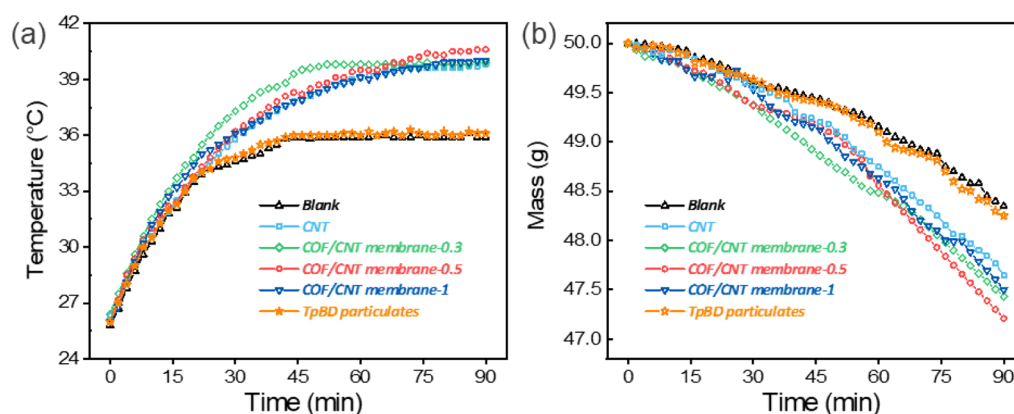 (a)
Temperature (°C)
42
39
36
33
30
27
24
Blank
CNT
COF/CNT membrane-0.3
COF/CNT membrane-0.5
COF/CNT membrane-1
TpBD particulates
0 15 30 45 60 75 90
Time (min)
(b)
Mass (g)
50.0
49.5
49.0
48.5
48.0
47.5
47.0
Blank
CNT
COF/CNT membrane-0.3
COF/CNT membrane-0.5
COF/CNT membrane-1
TpBD particulates
0 15 30 45 60 75 90
Time (min)